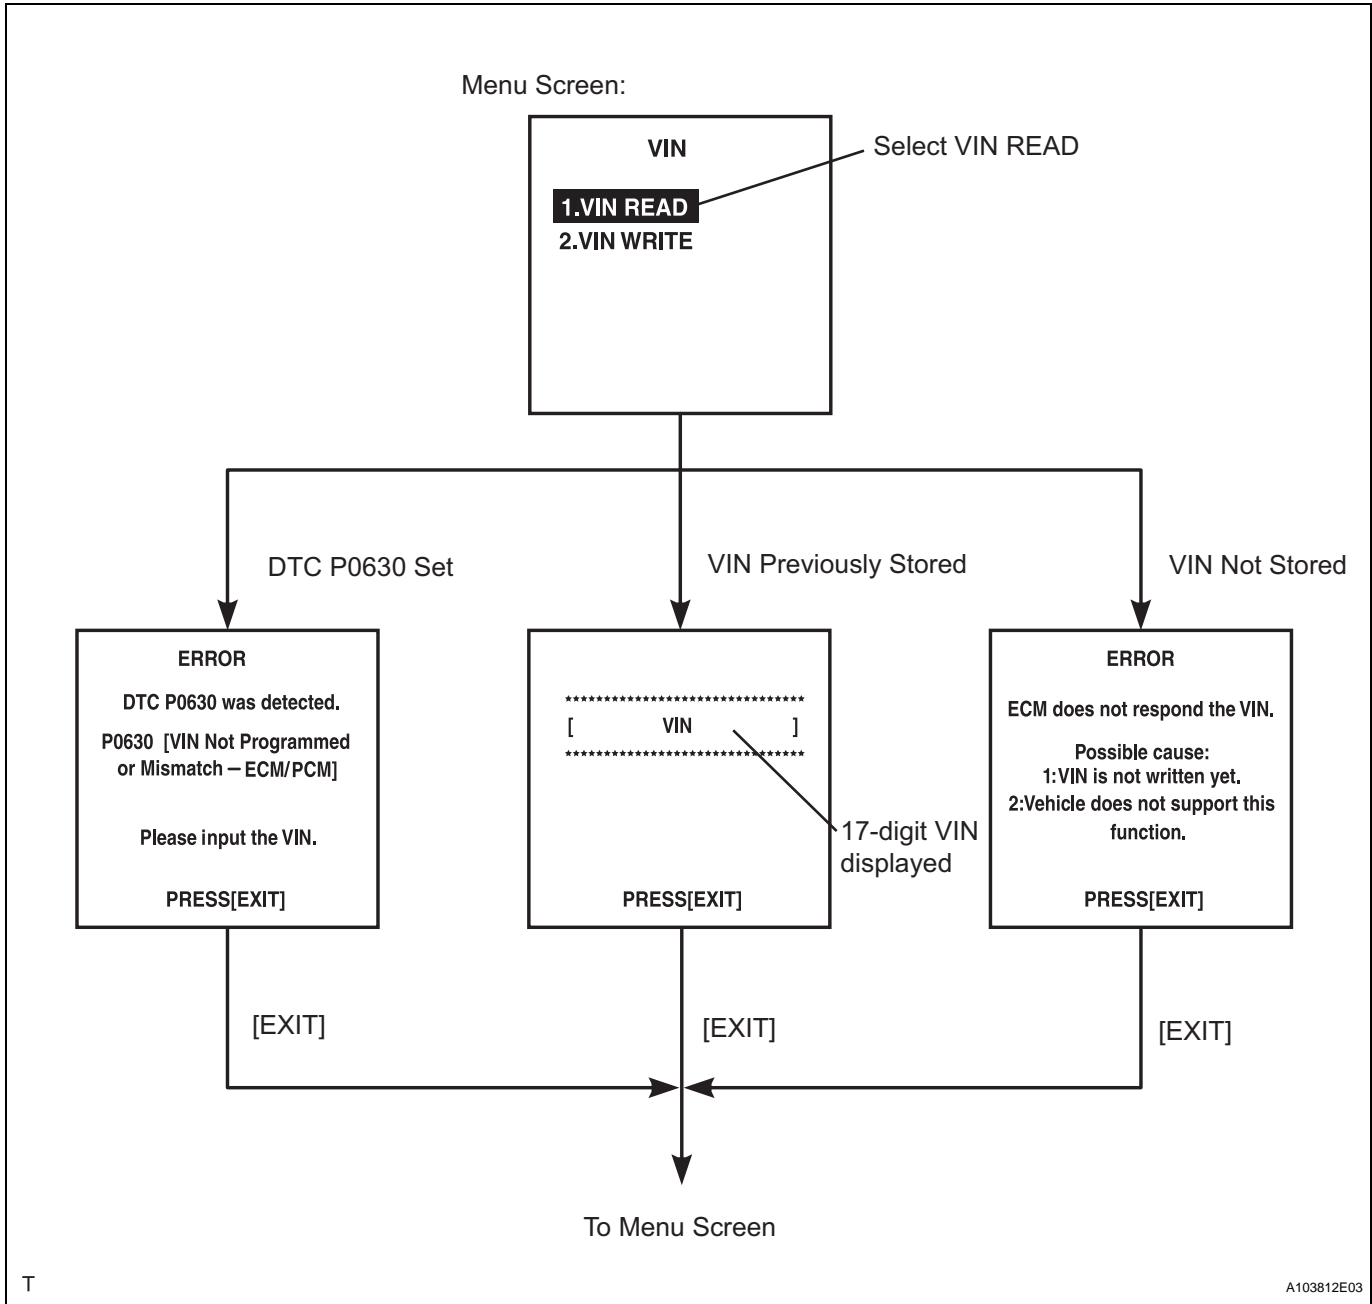 Menu Screen:
VIN
Select VIN READ
1.VIN READ
2.VIN WRITE
DTC P0630 Set
VIN Previously Stored
VIN Not Stored
ERROR
DTC P0630 was detected.
P0630 [VIN Not Programmed
or Mismatch – ECM/PCM]
Please input the VIN.
PRESS[EXIT]
*******************************
[ VIN ]
*******************************
17-digit VIN
displayed
PRESS[EXIT]
ERROR
ECM does not respond the VIN.
Possible cause:
1:VIN is not written yet.
2:Vehicle does not support this
function.
PRESS[EXIT]
[EXIT]
[EXIT]
[EXIT]
To Menu Screen
T
A103812E03